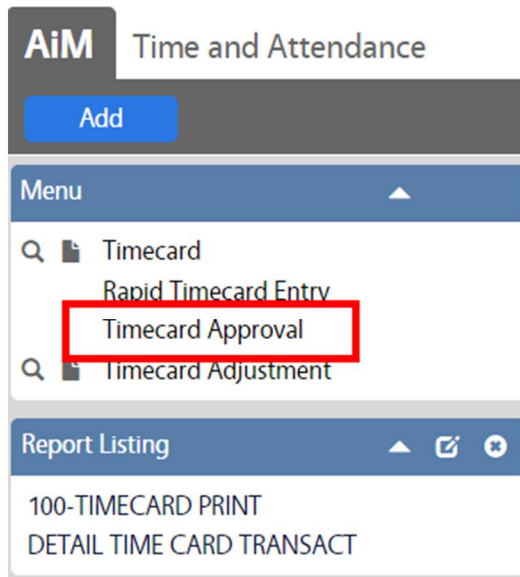 AiM Time and Attendance
Add
Menu
Timecard
Rapid Timecard Entry
Timecard Approval
Timecard Adjustment
Report Listing
100-TIMECARD PRINT
DETAIL TIME CARD TRANSACT